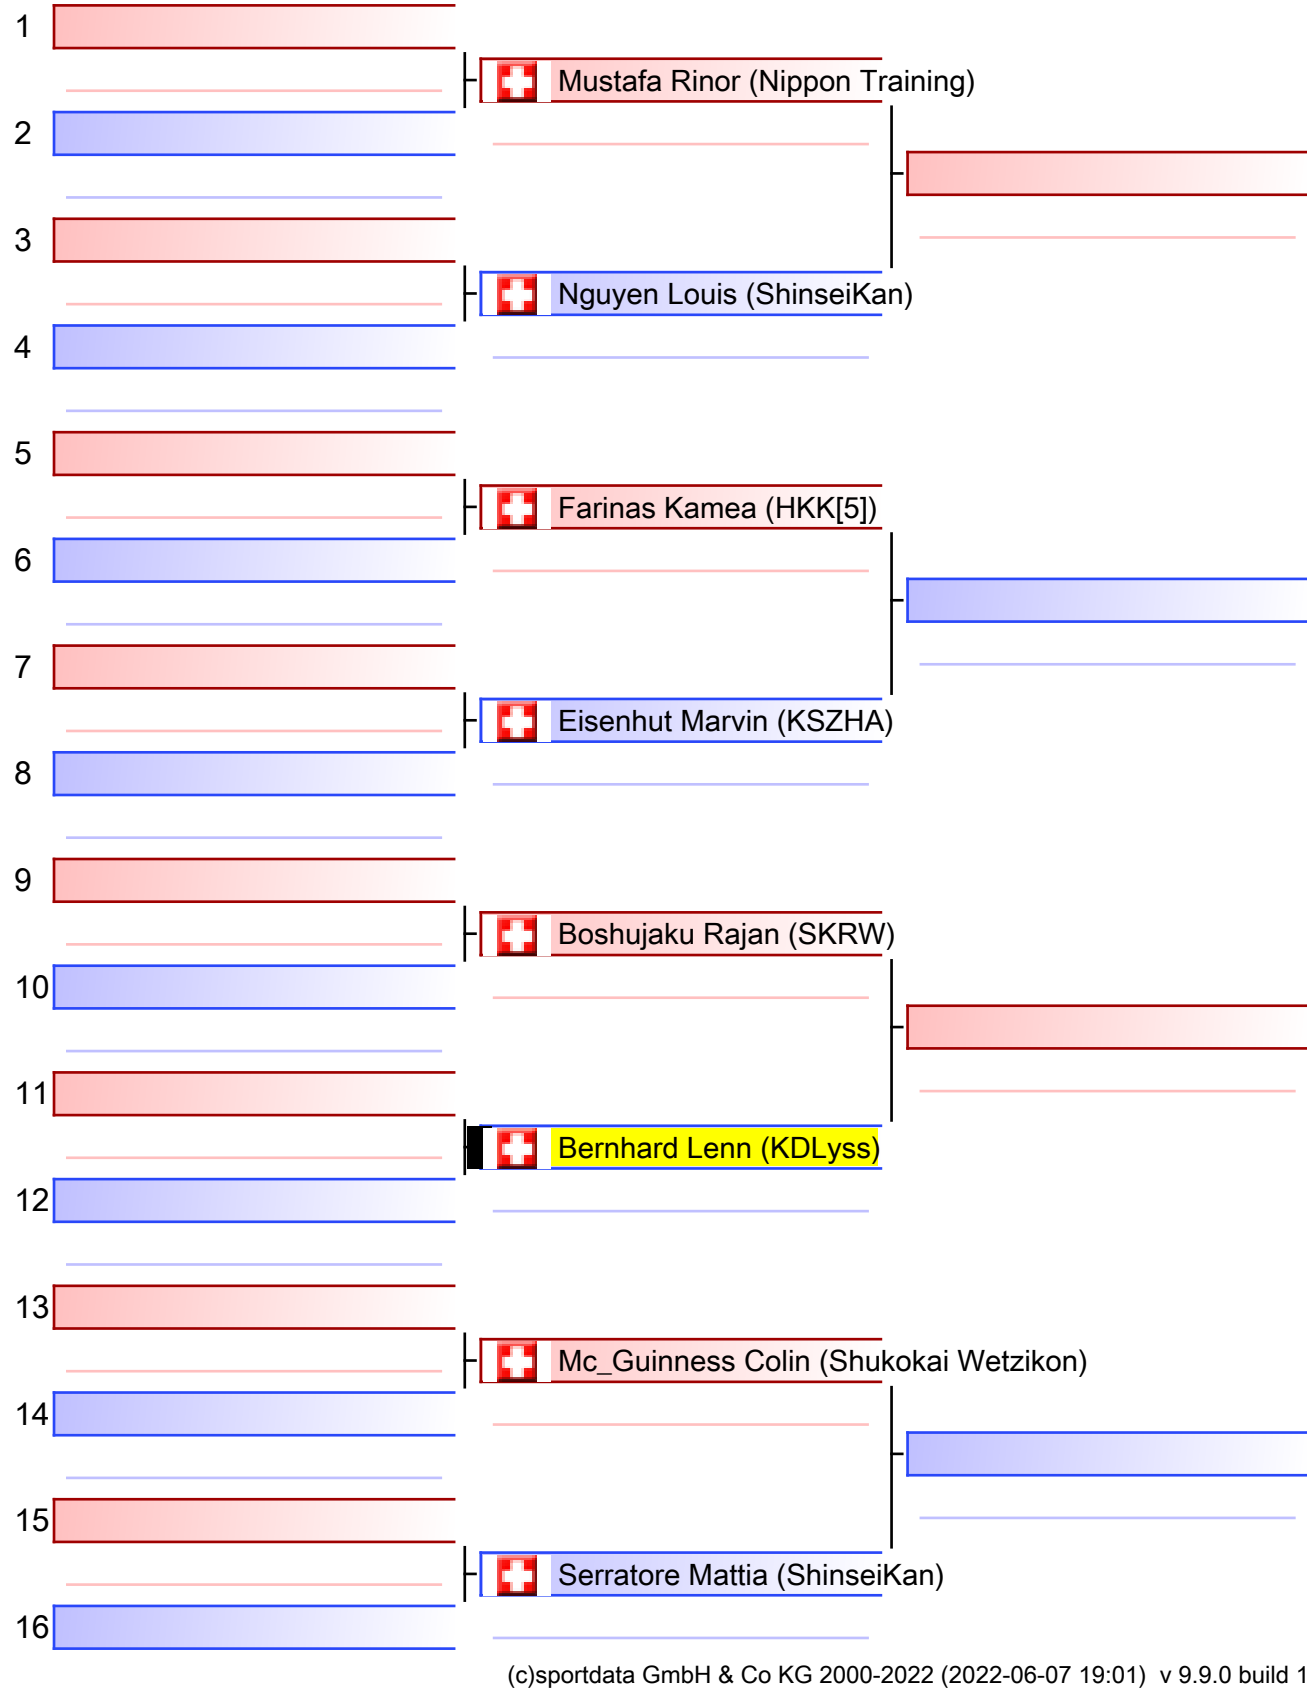 1
Mustafa Rinor (Nippon Training)
2
3
Nguyen Louis (ShinseiKan)
4
5
Farinas Kamea (HKK[5])
6
7
Eisenhut Marvin (KSZHA)
8
9
Boshujaku Rajan (SKRW)
10
11
Bernhard Lenn (KDLyss)
12
13
Mc_Guinness Colin (Shukokai Wetzikon)
14
15
Serratore Mattia (ShinseiKan)
16
(c)sportdata GmbH & Co KG 2000-2022 (2022-06-07 19:01) v 9.9.0 build 1